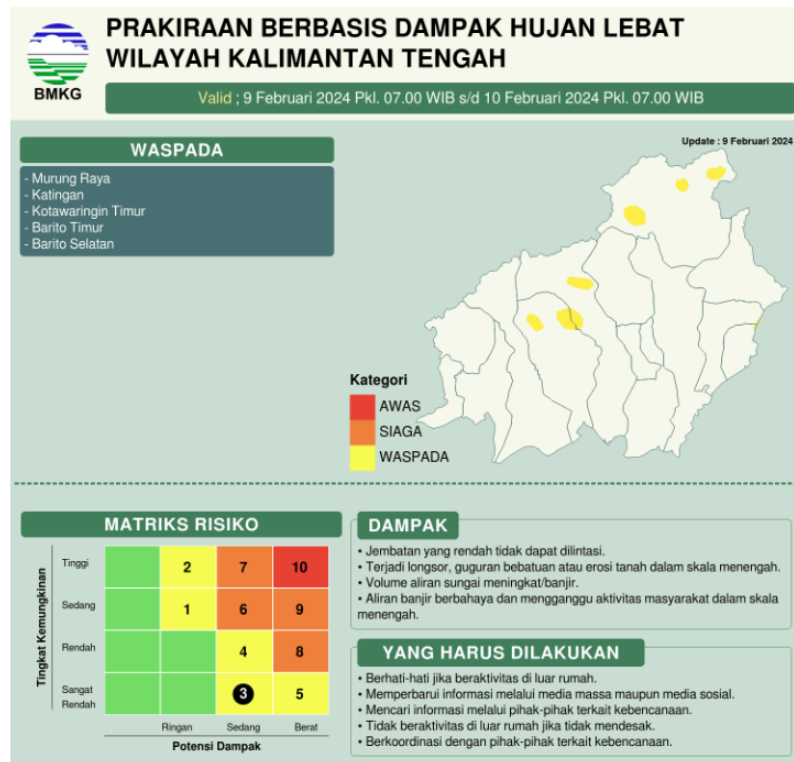 PRAKIRAAN BERBASIS DAMPAK HUJAN LEBAT
WILAYAH KALIMANTAN TENGAH
BMKG
Valid ; 9 Februari 2024 Pkl. 07.00 WIB s/d 10 Februari 2024 Pkl. 07.00 WIB
WASPADA
- Murung Raya
- Katingan
- Kotawaringin Timur
- Barito Timur
- Barito Selatan
Update : 9 Februari 2024
Kategori
AWAS
SIAGA
WASPADA
MATRIKS RISIKO
Tingkat Kemungkinan
Tinggi 2 7 10
Sedang 1 6 9
Rendah 4 8
Sangat
Rendah 3 5
Ringan Sedang Berat
Potensi Dampak
DAMPAK
• Jembatan yang rendah tidak dapat dilintasi.
• Terjadi longsor, guguran bebatuan atau erosi tanah dalam skala menengah.
• Volume aliran sungai meningkat/banjir.
• Aliran banjir berbahaya dan mengganggu aktivitas masyarakat dalam skala
menengah.
YANG HARUS DILAKUKAN
• Berhati-hati jika beraktivitas di luar rumah.
• Memperbarui informasi melalui media massa maupun media sosial.
• Mencari informasi melalui pihak-pihak terkait kebencanaan.
• Tidak beraktivitas di luar rumah jika tidak mendesak.
• Berkoordinasi dengan pihak-pihak terkait kebencanaan.